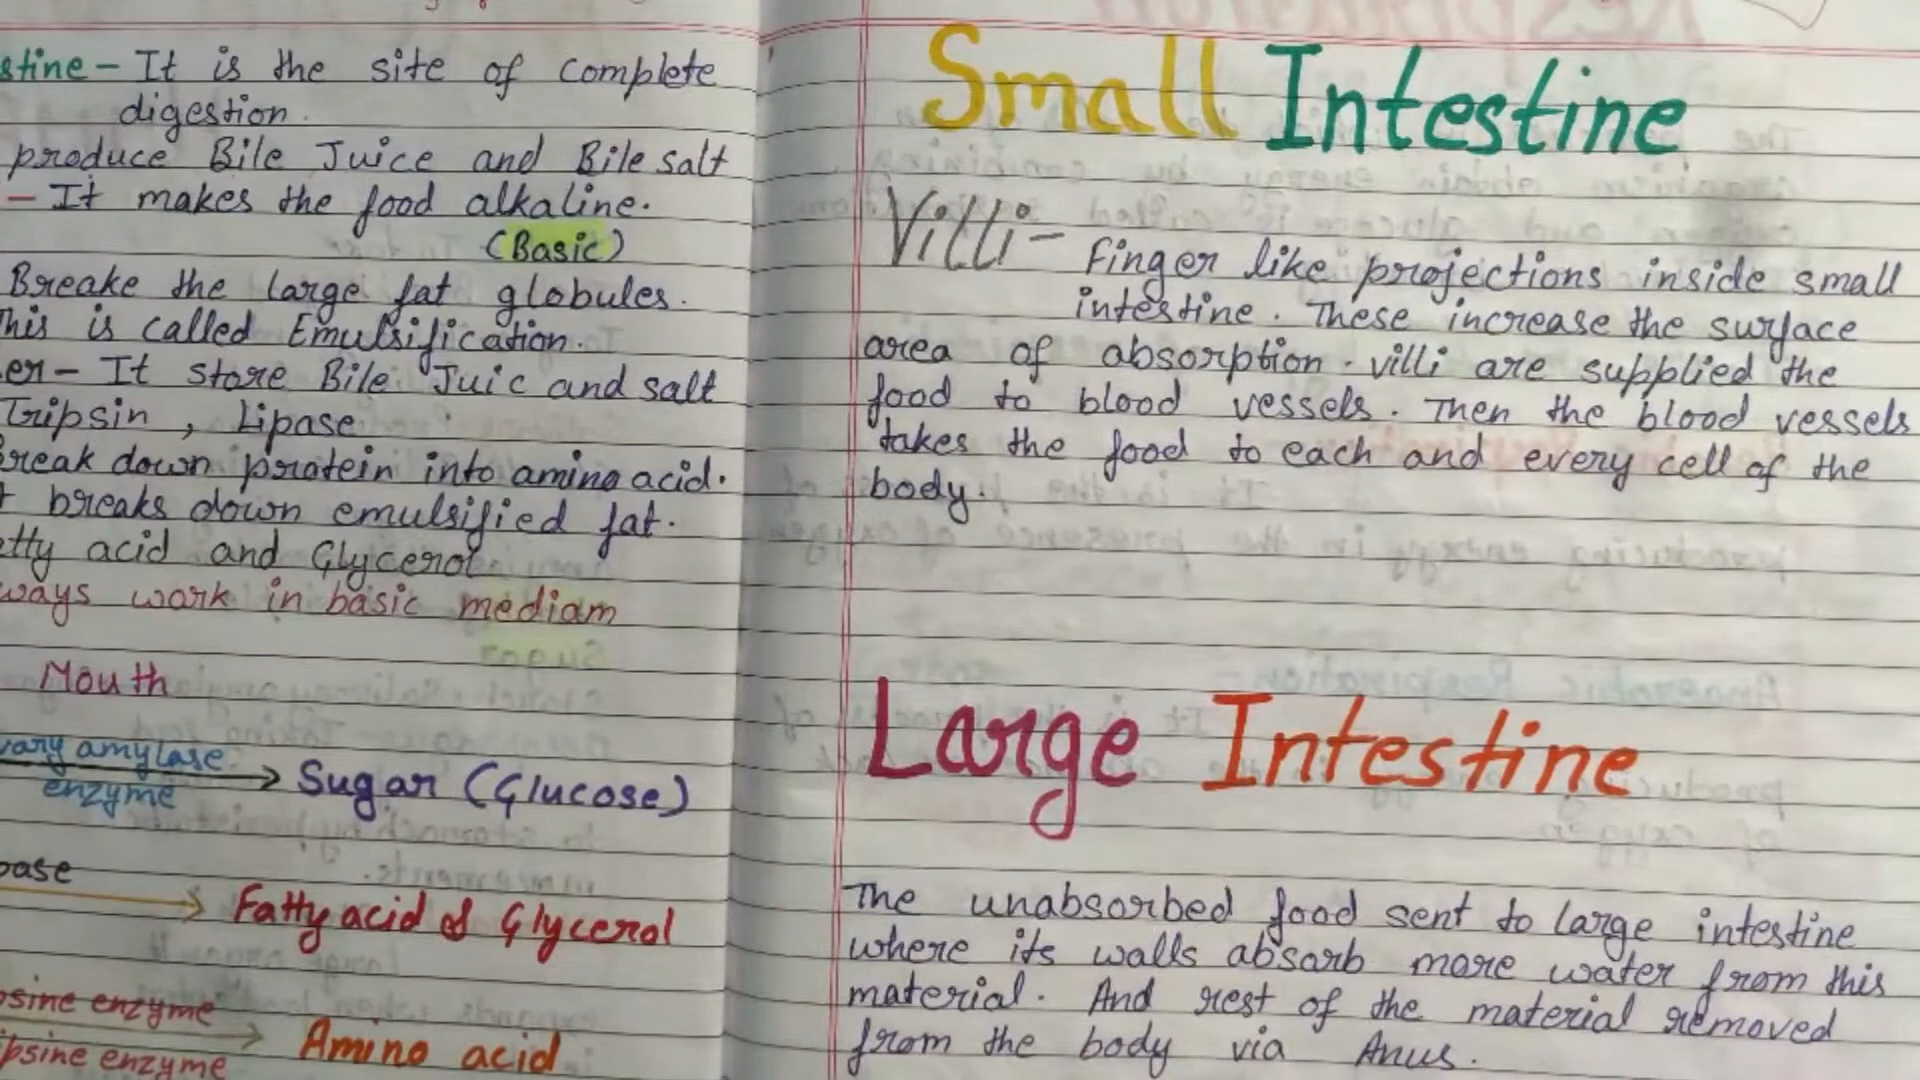 stine - It is the site of complete
digestion.
produce Bile Juice and Bile salt
- It makes the food alkaline.
(Basic)
Breake the large fat globules.
This is called Emulsification.
er - It store Bile Juic and salt
Tripsin, Lipase
Break down protein into amino acid.
t breaks down emulsified fat.
etty acid and Glycerol
ways work in basic mediam
Mouth
vary amylase
enzyme
Sugar (Glucose)
pase
Fatty acid & Glycerol
psine enzyme
ipsine enzyme
Amino acid
Small Intestine
Villi - Finger like projections inside small
intestine. These increase the surface
area of absorption. villi are supplied the
food to blood vessels. Then the blood vessels
takes the food to each and every cell of the
body.
Large Intestine
The unabsorbed food sent to large intestine
where its walls absorb more water from this
material. And rest of the material removed
from the body via Anus.